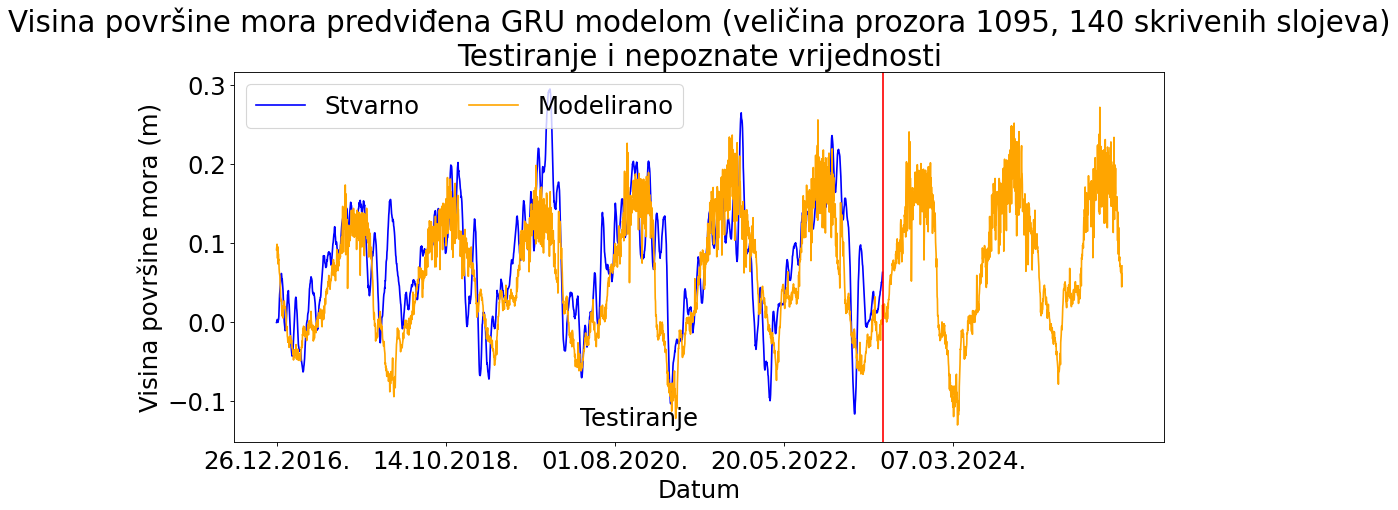 Visina površine mora predviđena GRU modelom (veličina prozora 1095, 140 skrivenih slojeva)
Testiranje i nepoznate vrijednosti
Stvarno
Modelirano
Visina površine mora (m)
0.3
0.2
0.1
0.0
−0.1
Testiranje
26.12.2016.
14.10.2018.
01.08.2020.
20.05.2022.
07.03.2024.
Datum